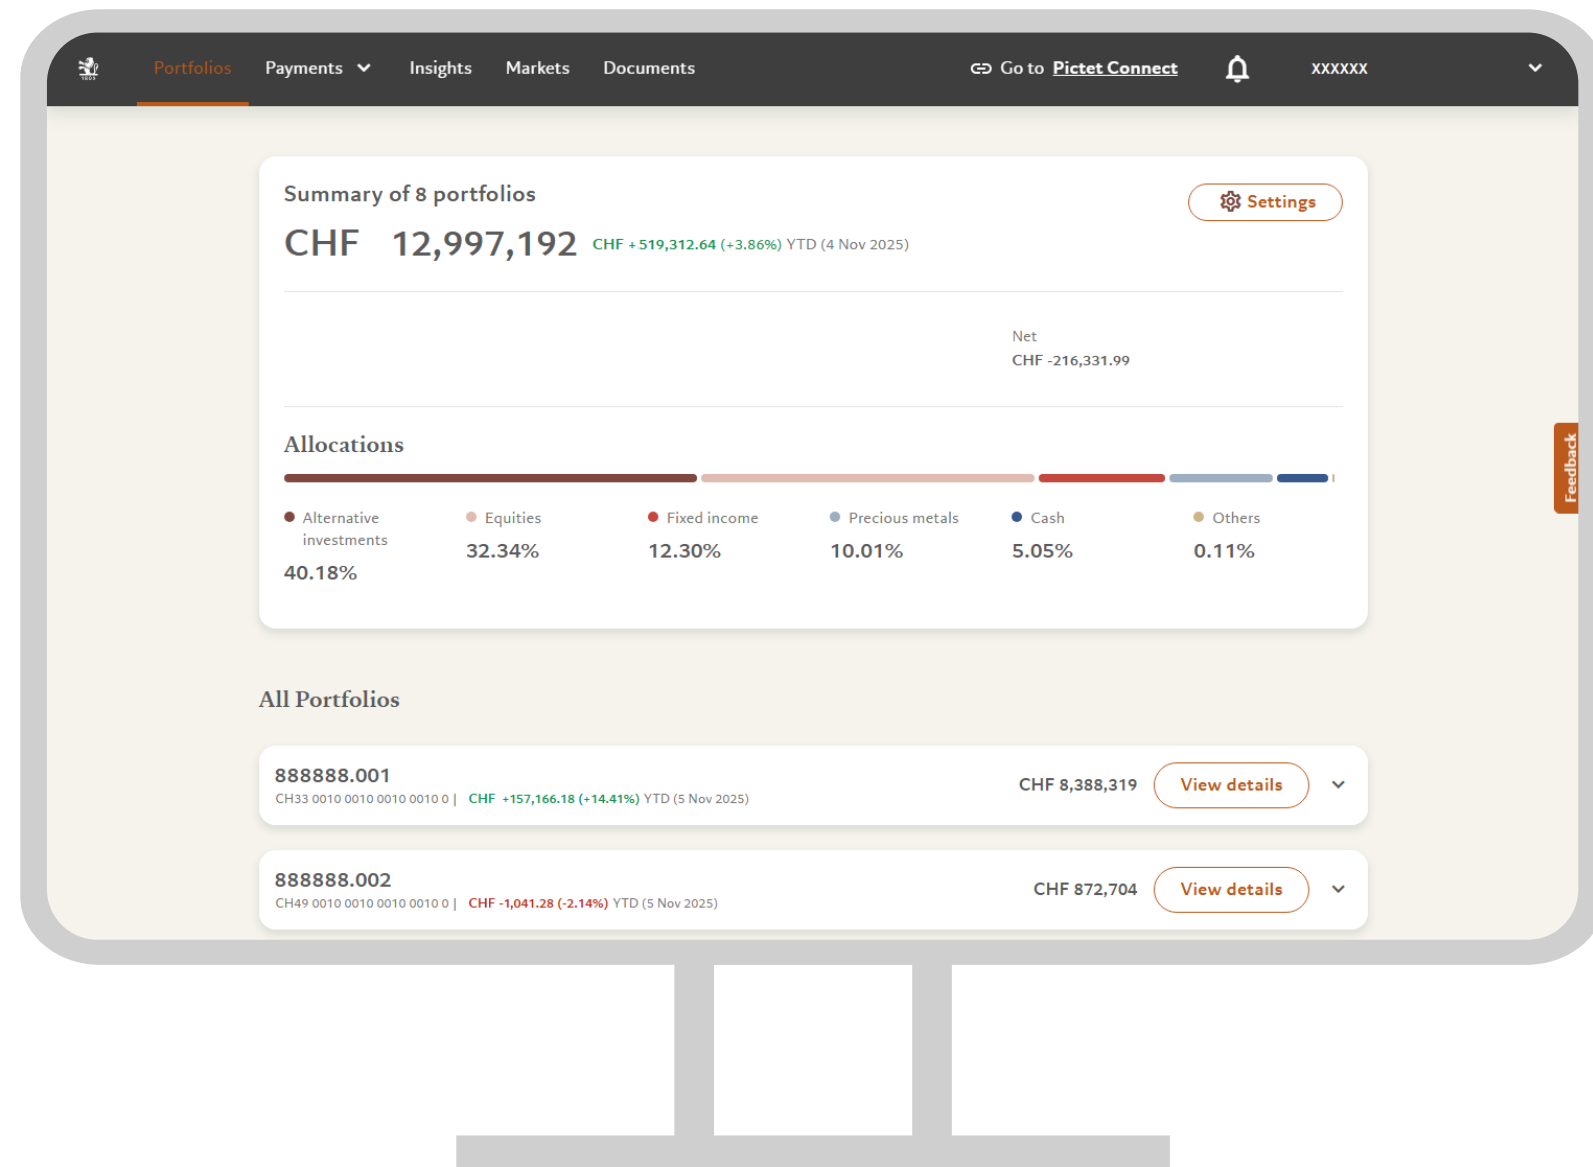 1805
Portfolios Payments Insights Markets Documents Go to Pictet Connect XXXXXX
Summary of 8 portfolios
Settings
CHF 12,997,192 CHF +519,312.64 (+3.86%) YTD (4 Nov 2025)
Net
CHF -216,331.99
Allocations
Feedback
Alternative investments 40.18%
Equities 32.34%
Fixed income 12.30%
Precious metals 10.01%
Cash 5.05%
Others 0.11%
All Portfolios
888888.001
CH33 0010 0010 0010 0010 0 | CHF +157,166.18 (+14.41%) YTD (5 Nov 2025)
CHF 8,388,319 View details
888888.002
CH49 0010 0010 0010 0010 0 | CHF -1,041.28 (-2.14%) YTD (5 Nov 2025)
CHF 872,704 View details